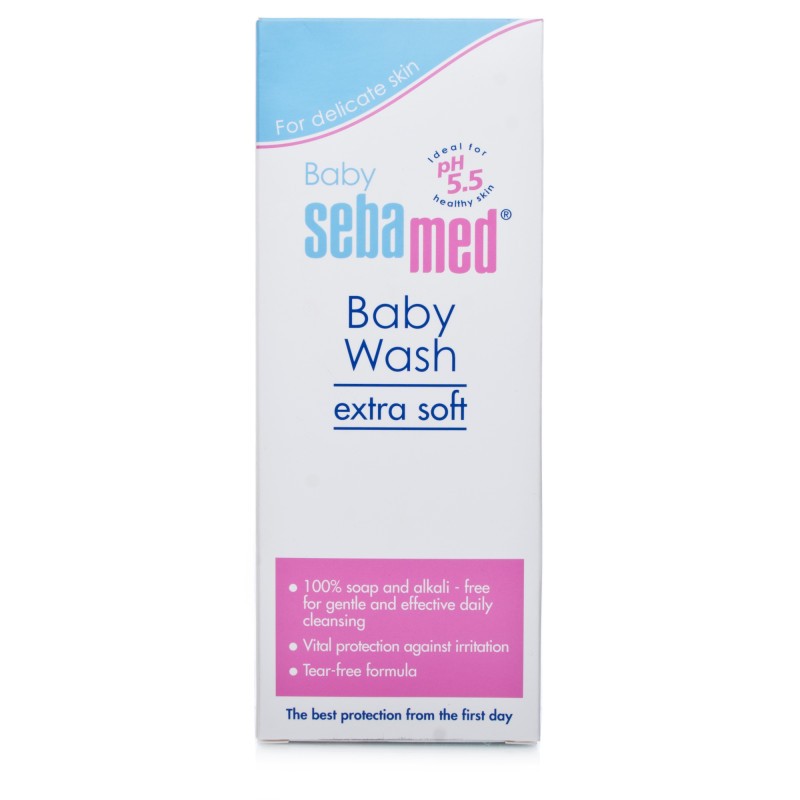 For delicate skin
ideal for
pH
5.5
healthy skin
Baby
sebamed®
Baby
Wash
extra soft
• 100% soap and alkali - free
for gentle and effective daily
cleansing
• Vital protection against irritation
• Tear-free formula
The best protection from the first day